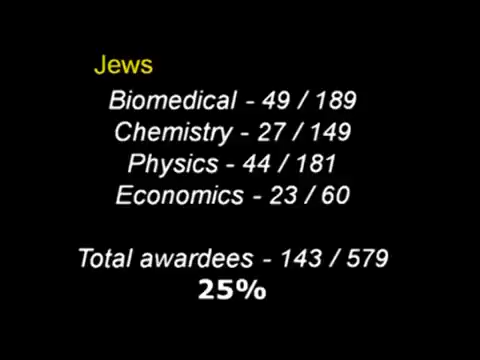 Jews
Biomedical - 49 / 189
Chemistry - 27 / 149
Physics - 44 / 181
Economics - 23 / 60
Total awardees - 143 / 579
25%